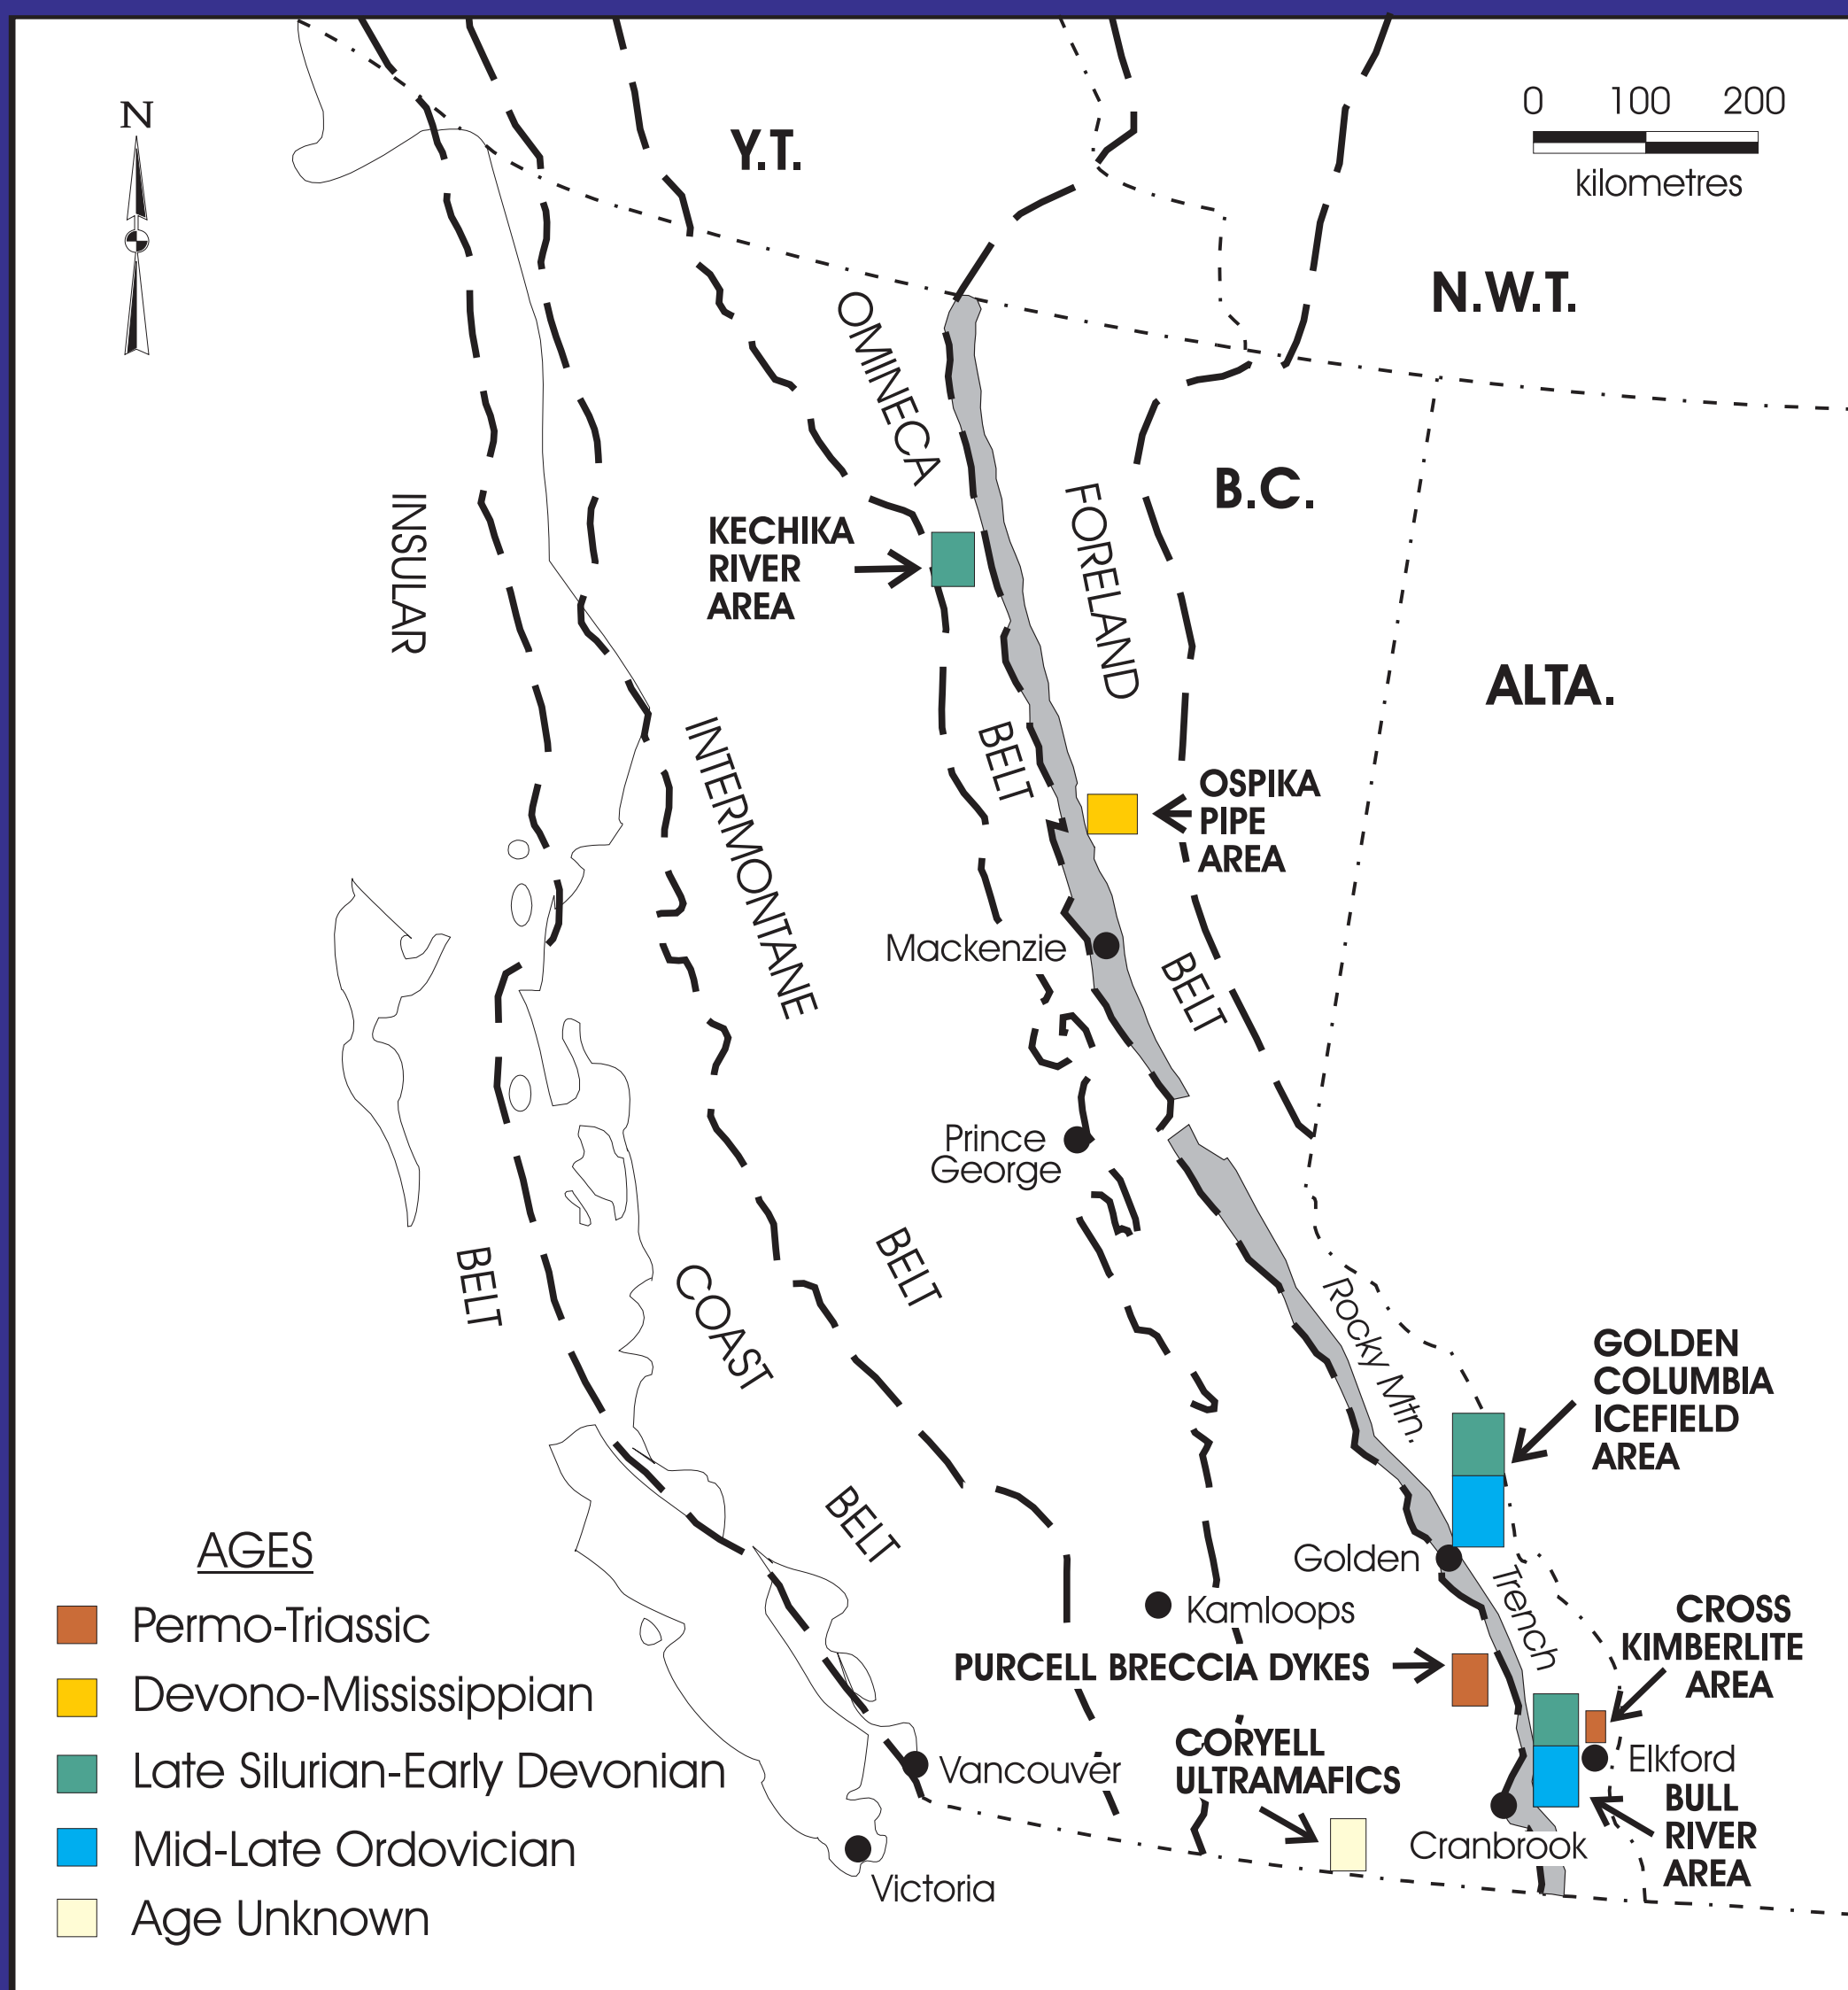 N
Y.T.
0 100 200
kilometres
N.W.T.
OMINECA
BELT
B.C.
FORELAND
BELT
KECHIKA
RIVER
AREA
INSULAR
BELT
ALTA.
INTERMONTANE
BELT
OSPIKA
PIPE
AREA
Mackenzie
Prince
George
COAST
BELT
Rocky Mtn.
Trench
GOLDEN
COLUMBIA
ICEFIELD
AREA
Golden
Kamloops
CROSS
KIMBERLITE
AREA
PURCELL BRECCIA DYKES
CORYELL
ULTRAMAFICS
Vancouver
Elkford
BULL
RIVER
AREA
Cranbrook
Victoria
AGES
Permo-Triassic
Devono-Mississippian
Late Silurian-Early Devonian
Mid-Late Ordovician
Age Unknown